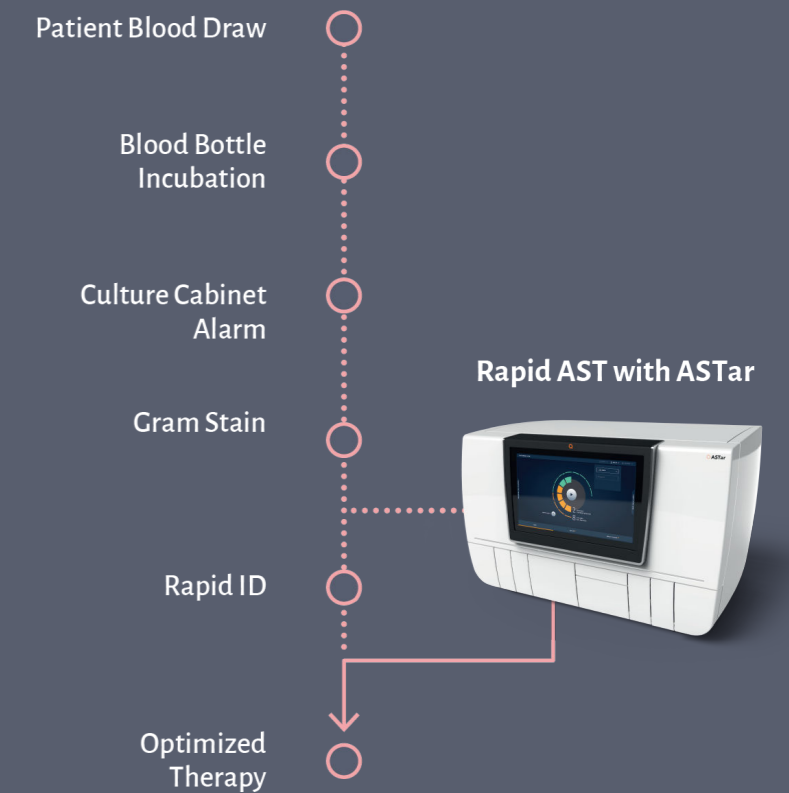 Patient Blood Draw
Blood Bottle
Incubation
Culture Cabinet
Alarm
Gram Stain
Rapid AST with ASTar
ASTar
Rapid ID
Optimized
Therapy